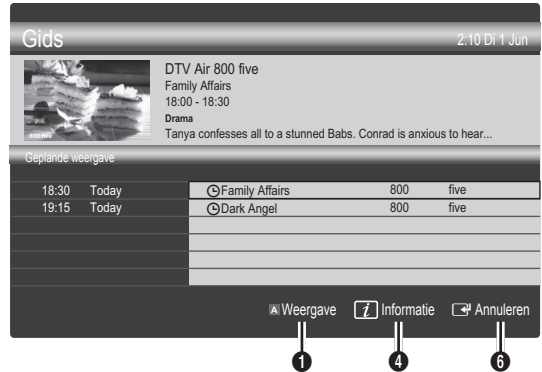 Gids 2:10 Di 1 Jun
DTV Air 800 five
Family Affairs
18:00 - 18:30
Drama
Tanya confesses all to a stunned Babs. Conrad is anxious to hear...
800 five
Geplande weergave
18:30 Today Family Affairs 800 five
19:15 Today Dark Angel 800 five
A Weergave i Informatie Annuleren
1 4 6